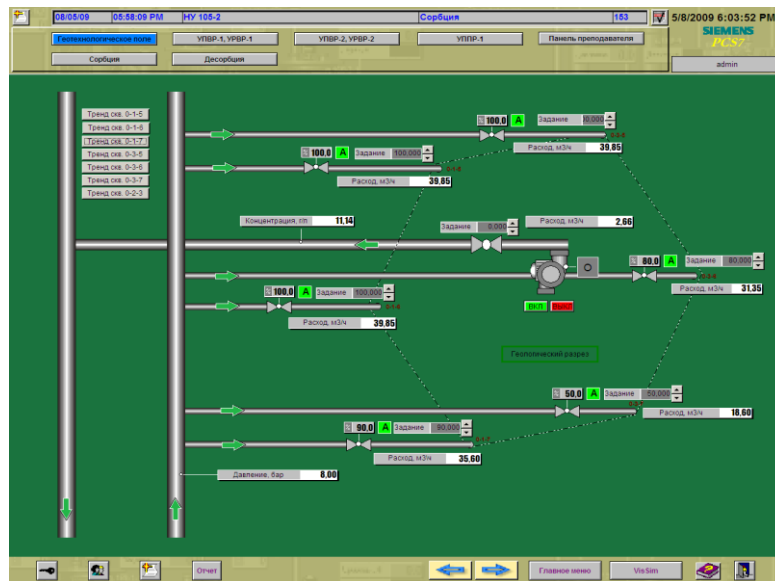 08/05/09 05:58:09 PM НУ 105-2 Сорбция 153 5/8/2009 6:03:52 PM
SIEMENS
PCS7
Геотехнологическое поле УПВР-1, УРВР-1 УПВР-2, УРВР-2 УППР-1 Панель преподавателя
Сорбция Десорбция admin
Тренд скв. 0-1-5
Тренд скв. 0-1-6
Тренд скв. 0-1-7
Тренд скв. 0-3-5
Тренд скв. 0-3-6
Тренд скв. 0-3-7
Тренд скв. 0-2-3
100,0 A Задание
Расход, м3/ч 39,85
100,0 A Задание 100,000
Расход, м3/ч 39,85
Концентрация, г/л 11,14
Задание 0,000
Расход, м3/ч 2,66
80,0 A Задание 80,000
Расход, м3/ч 31,35
100,0 A Задание 100,000
Расход, м3/ч 39,85
ВКЛ ВЫКЛ
Геологический разрез
50,0 A Задание 50,000
Расход, м3/ч 18,60
90,0 A Задание 90,000
Расход, м3/ч 35,60
Давление, бар 8,00
Отчет Главное меню VisSim